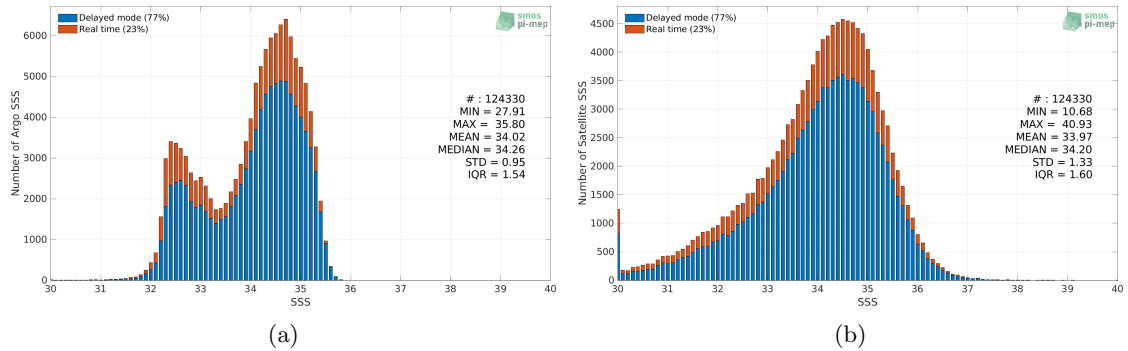 Delayed mode (77%)
Real time (23%)
smos
pi-mep
Number of Argo SSS
6000
5000
4000
3000
2000
1000
0
# : 124330
MIN = 27.91
MAX = 35.80
MEAN = 34.02
MEDIAN = 34.26
STD = 0.95
IQR = 1.54
30 31 32 33 34 35 36 37 38 39 40
SSS
(a)
Delayed mode (77%)
Real time (23%)
smos
pi-mep
Number of Satellite SSS
4500
4000
3500
3000
2500
2000
1500
1000
500
0
# : 124330
MIN = 10.68
MAX = 40.93
MEAN = 33.97
MEDIAN = 34.20
STD = 1.33
IQR = 1.60
30 31 32 33 34 35 36 37 38 39 40
SSS
(b)